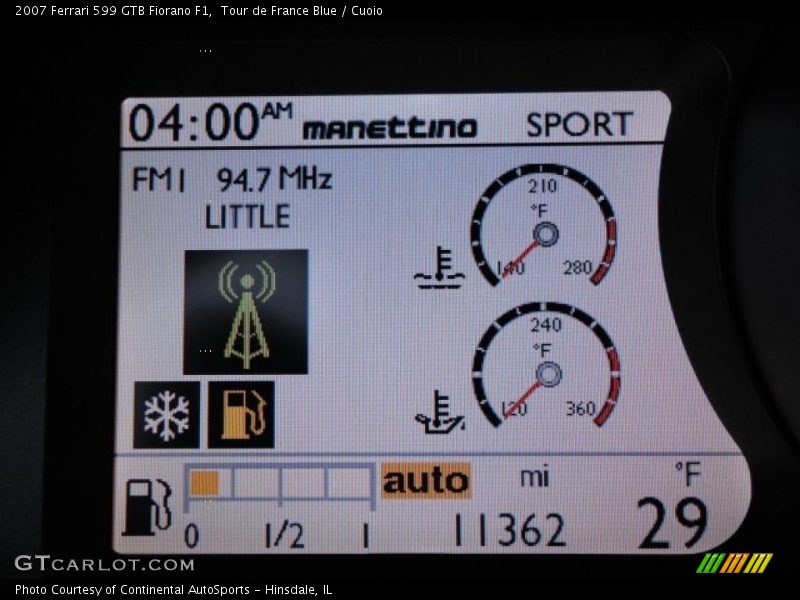 2007 Ferrari 599 GTB Fiorano F1, Tour de France Blue / Cuoio
04:00 AM manettino SPORT
FM1 94.7 MHz
LITTLE
210
°F
140 280
240
°F
120 360
auto mi °F
0 1/2 1 11362 29
GTCARLOT.COM
Photo Courtesy of Continental AutoSports - Hinsdale, IL